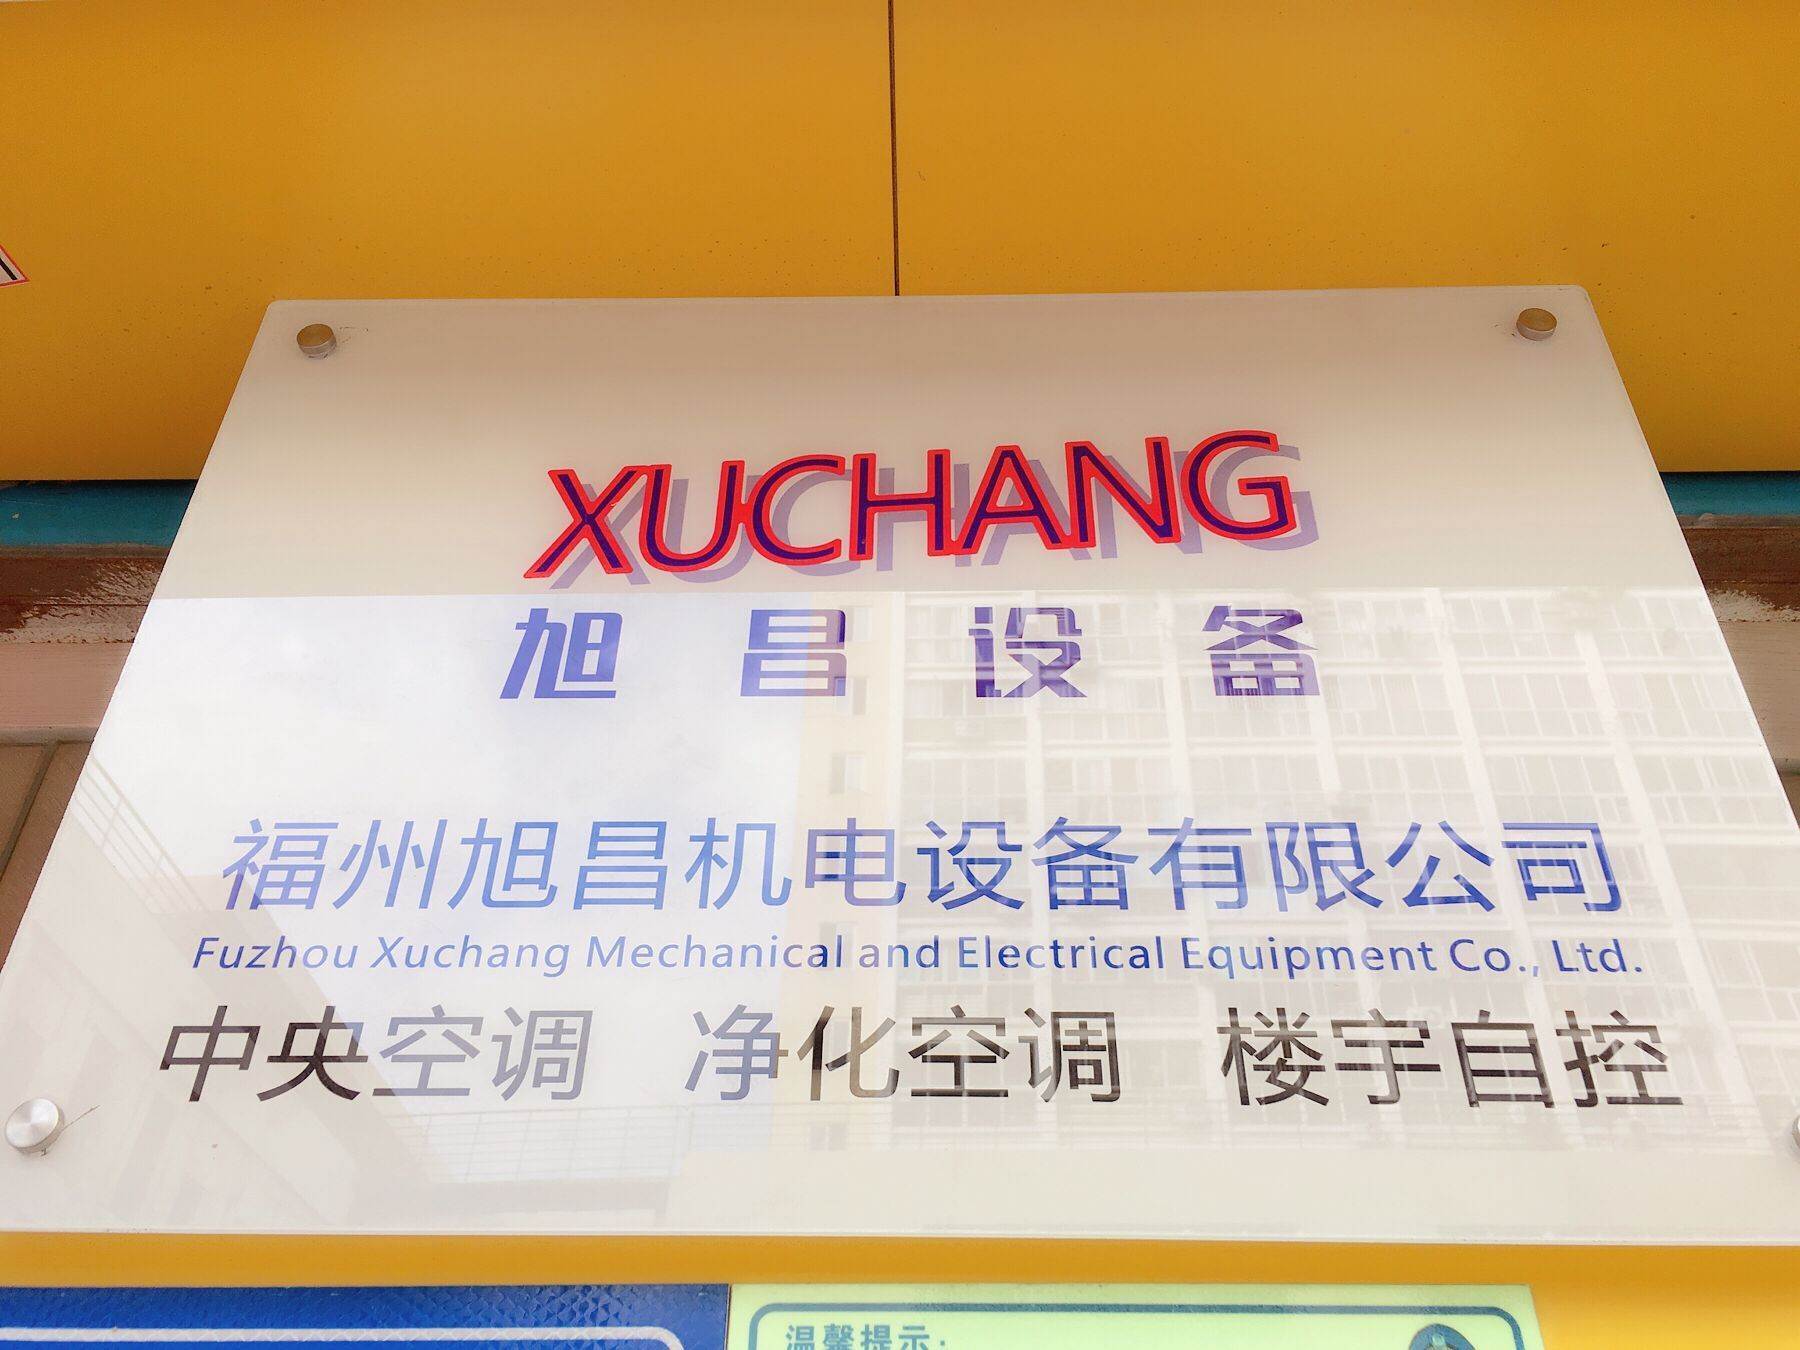 XUCHANG
旭昌设备
福州旭昌机电设备有限公司
Fuzhou Xuchang Mechanical and Electrical Equipment Co., Ltd.
中央空调 净化空调 楼宇自控
温馨提示: